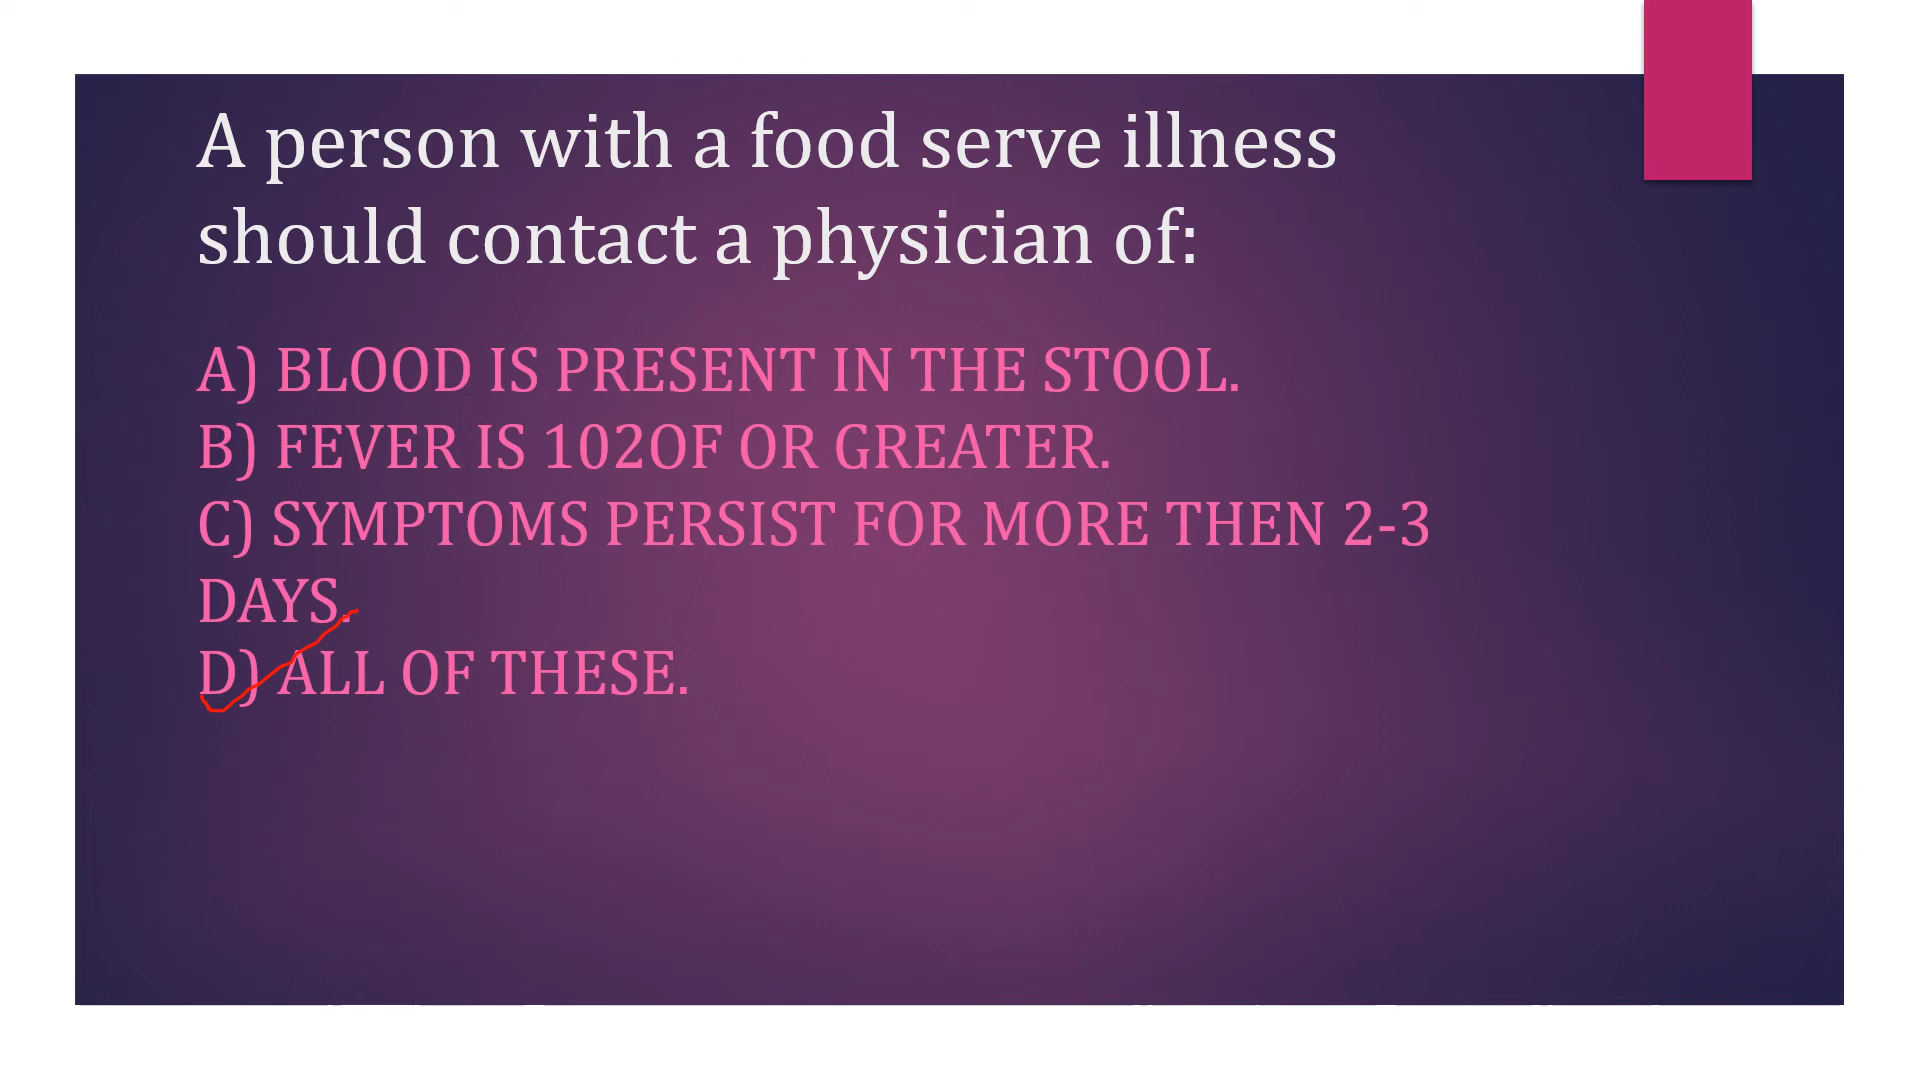 A person with a food serve illness
should contact a physician of:
A) BLOOD IS PRESENT IN THE STOOL.
B) FEVER IS 102OF OR GREATER.
C) SYMPTOMS PERSIST FOR MORE THEN 2-3
DAYS.
D) ALL OF THESE.